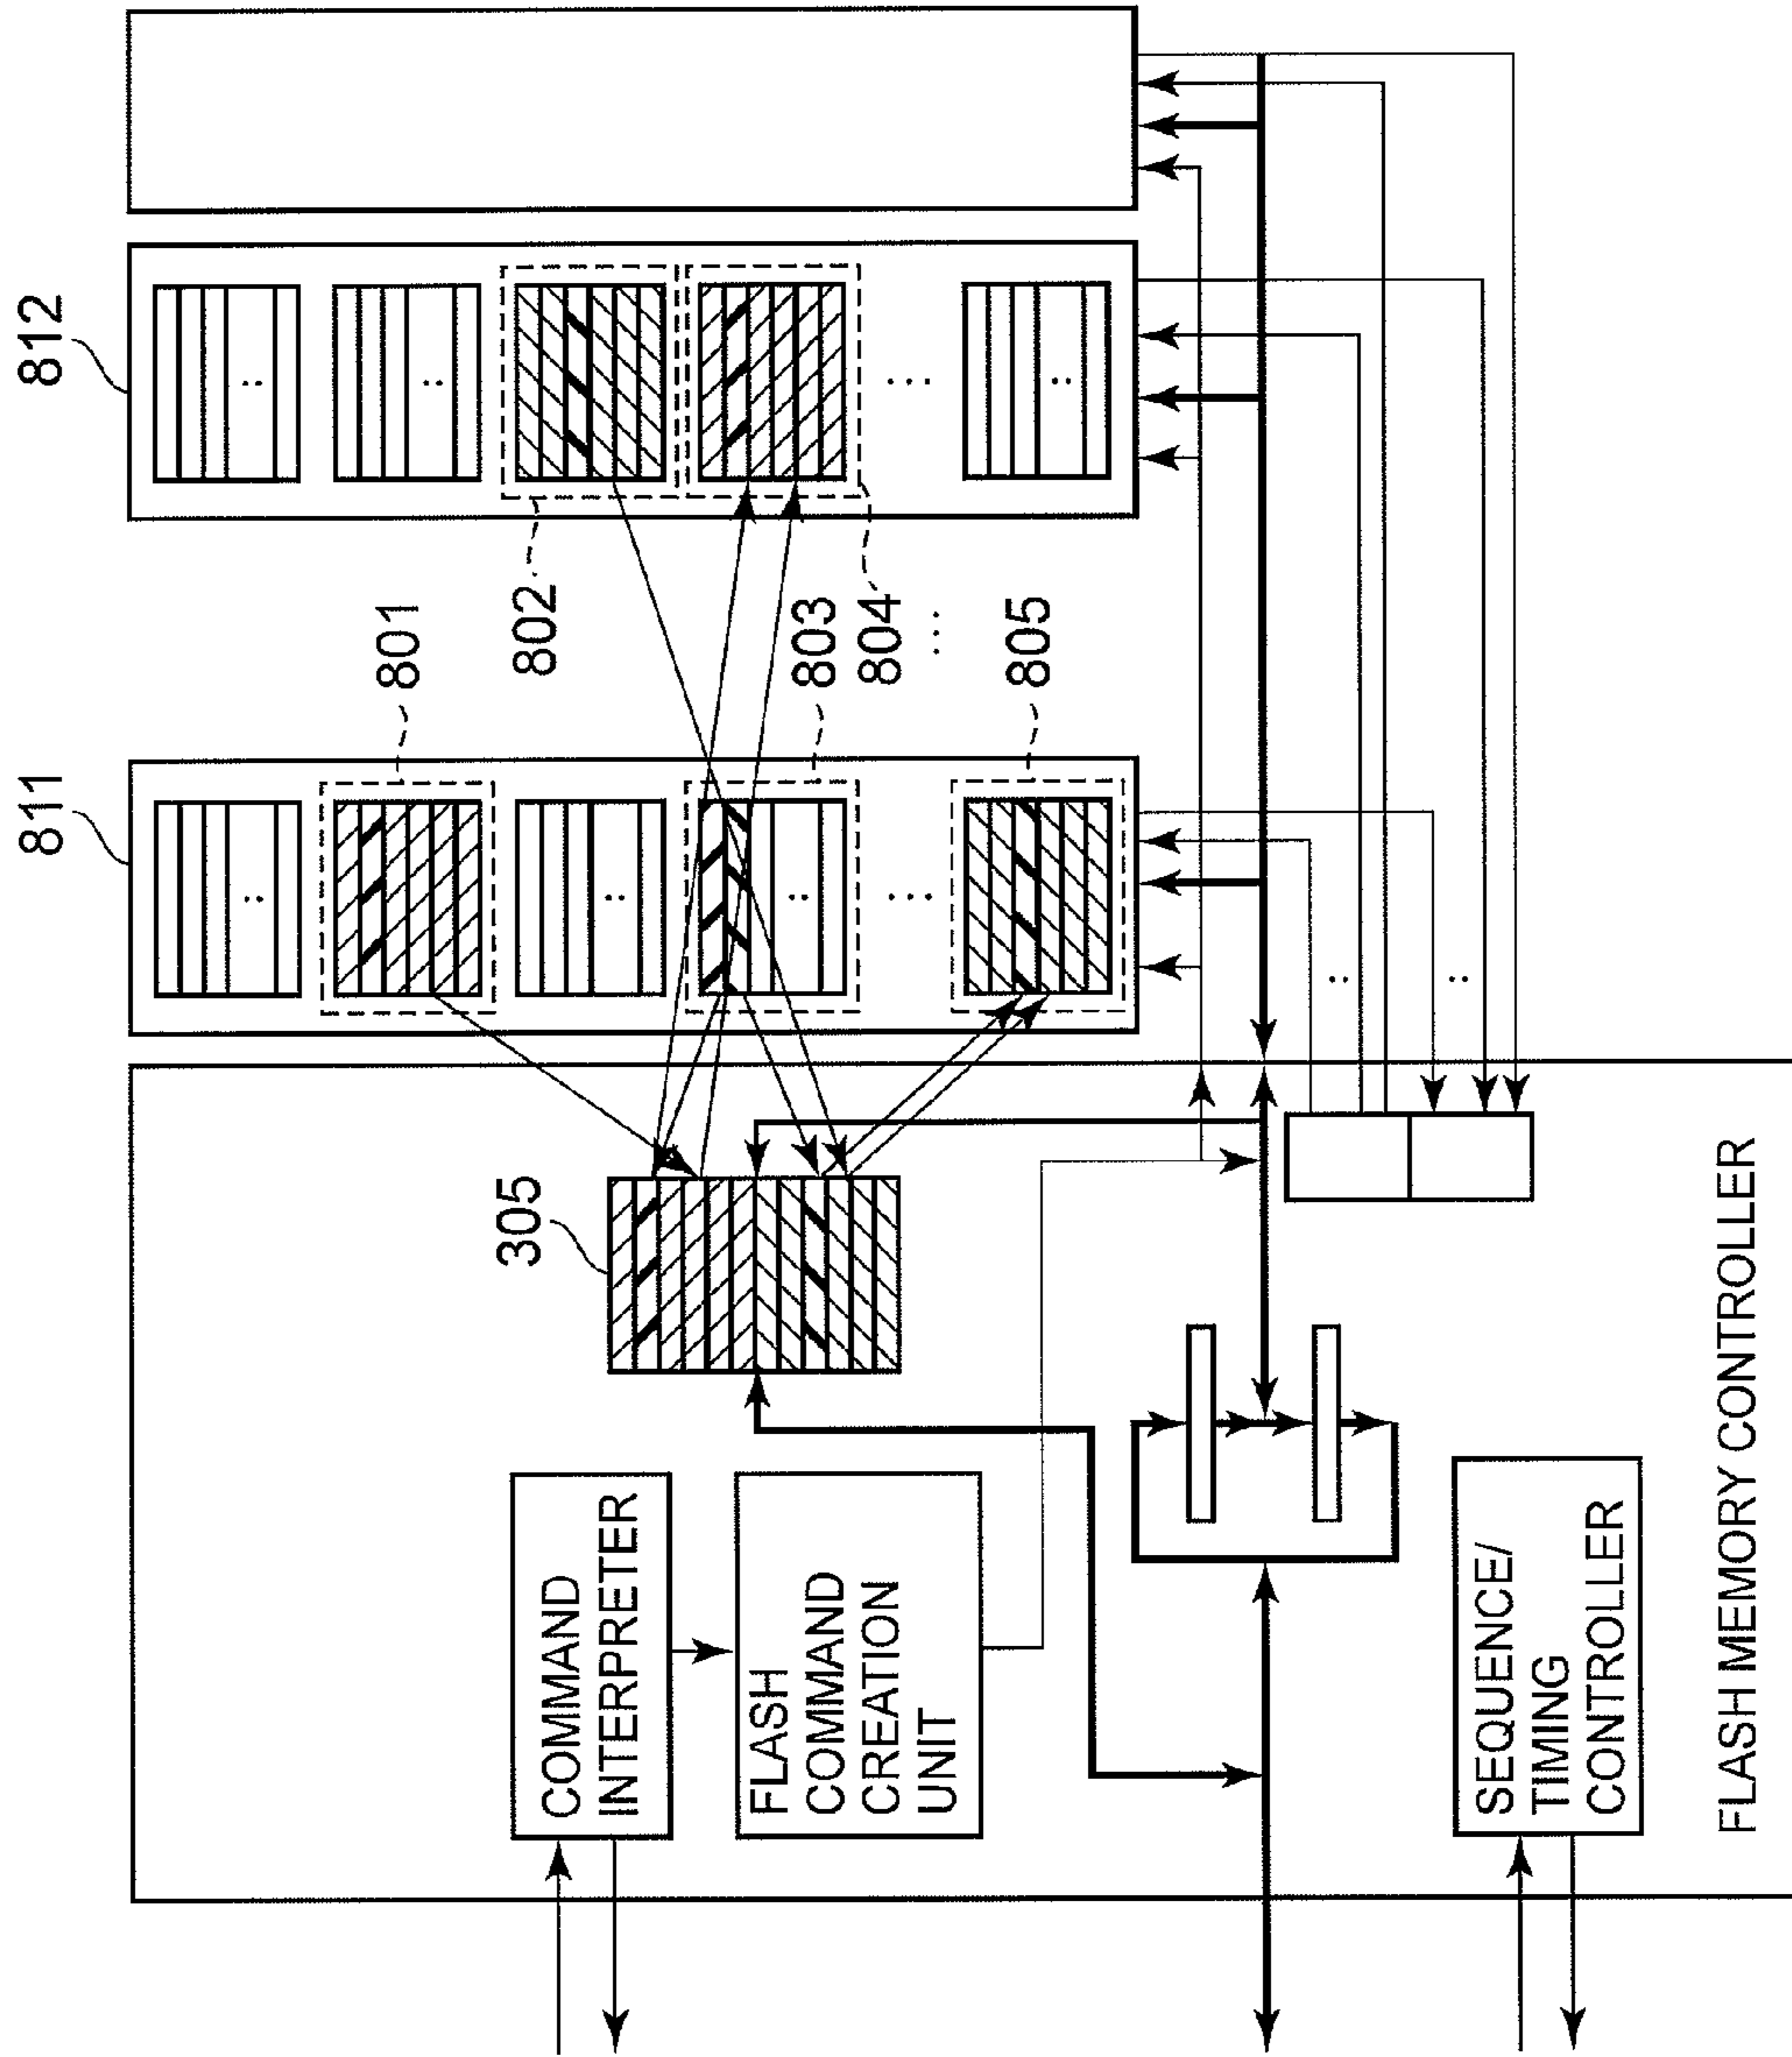 812
811
801
802
803
804
...
805
305
COMMAND
INTERPRETER
FLASH
COMMAND
CREATION
UNIT
SEQUENCE/
TIMING
CONTROLLER
FLASH MEMORY CONTROLLER